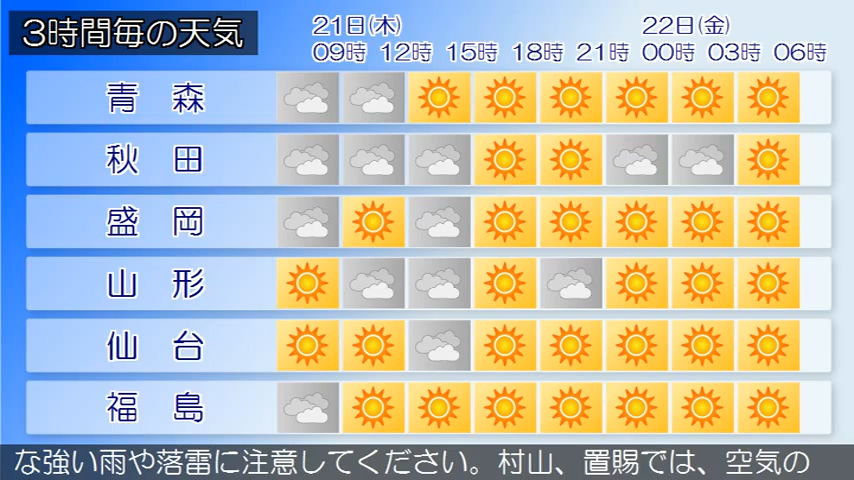 3時間毎の天気
21日(木) 22日(金)
09時 12時 15時 18時 21時 00時 03時 06時
青 森
秋 田
盛 岡
山 形
仙 台
福 島
な強い雨や落雷に注意してください。村山、置賜では、空気の